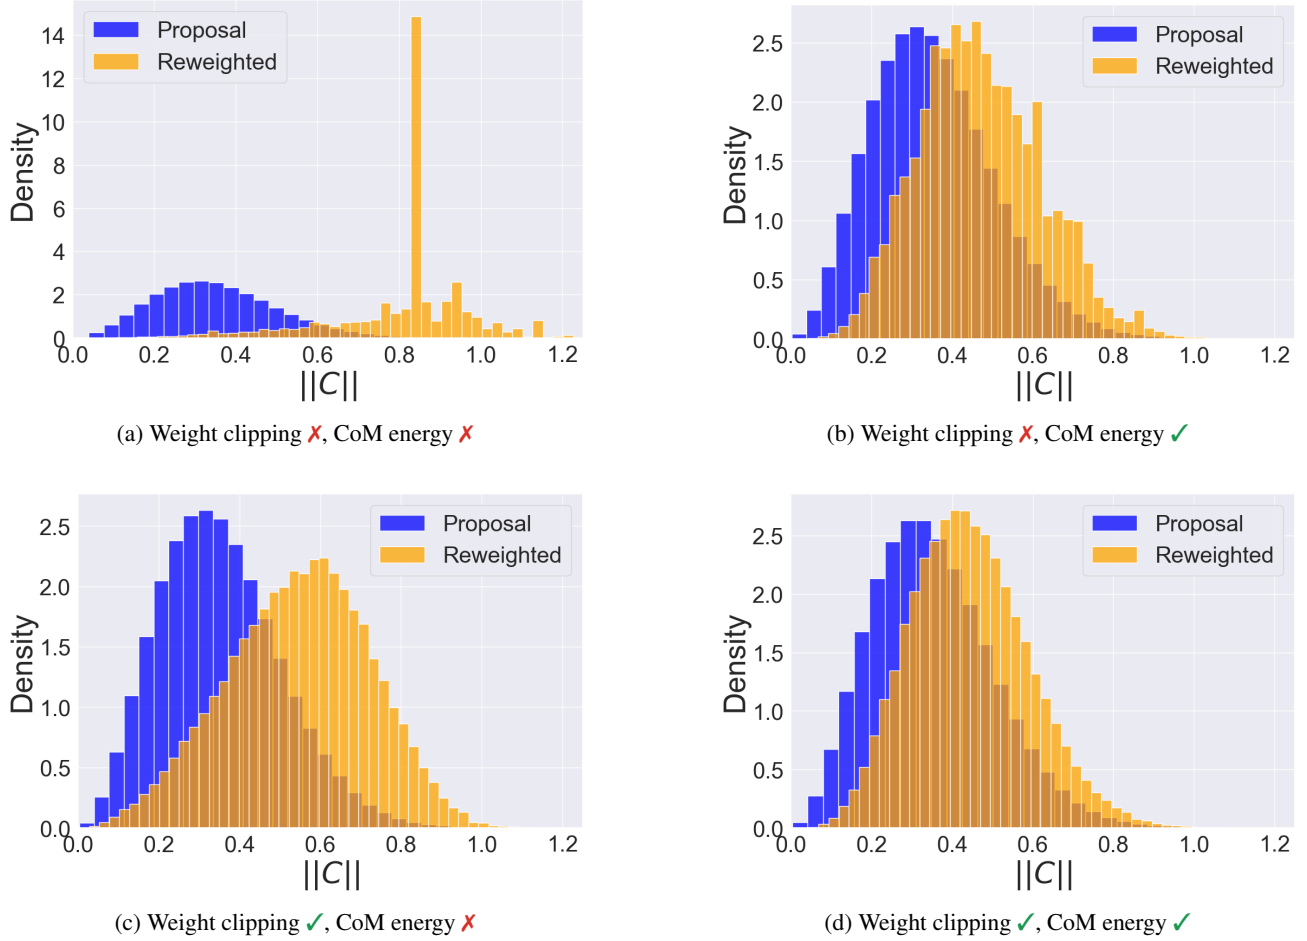 Proposal
Reweighted
Density
14
12
10
8
6
4
2
0
0.0 0.2 0.4 0.6 0.8 1.0 1.2
||C||
(a) Weight clipping ✗, CoM energy ✗
Proposal
Reweighted
Density
2.5
2.0
1.5
1.0
0.5
0.0
0.0 0.2 0.4 0.6 0.8 1.0 1.2
||C||
(b) Weight clipping ✗, CoM energy ✓
Proposal
Reweighted
Density
2.5
2.0
1.5
1.0
0.5
0.0
0.0 0.2 0.4 0.6 0.8 1.0 1.2
||C||
(c) Weight clipping ✓, CoM energy ✗
Proposal
Reweighted
Density
2.5
2.0
1.5
1.0
0.5
0.0
0.0 0.2 0.4 0.6 0.8 1.0 1.2
||C||
(d) Weight clipping ✓, CoM energy ✓